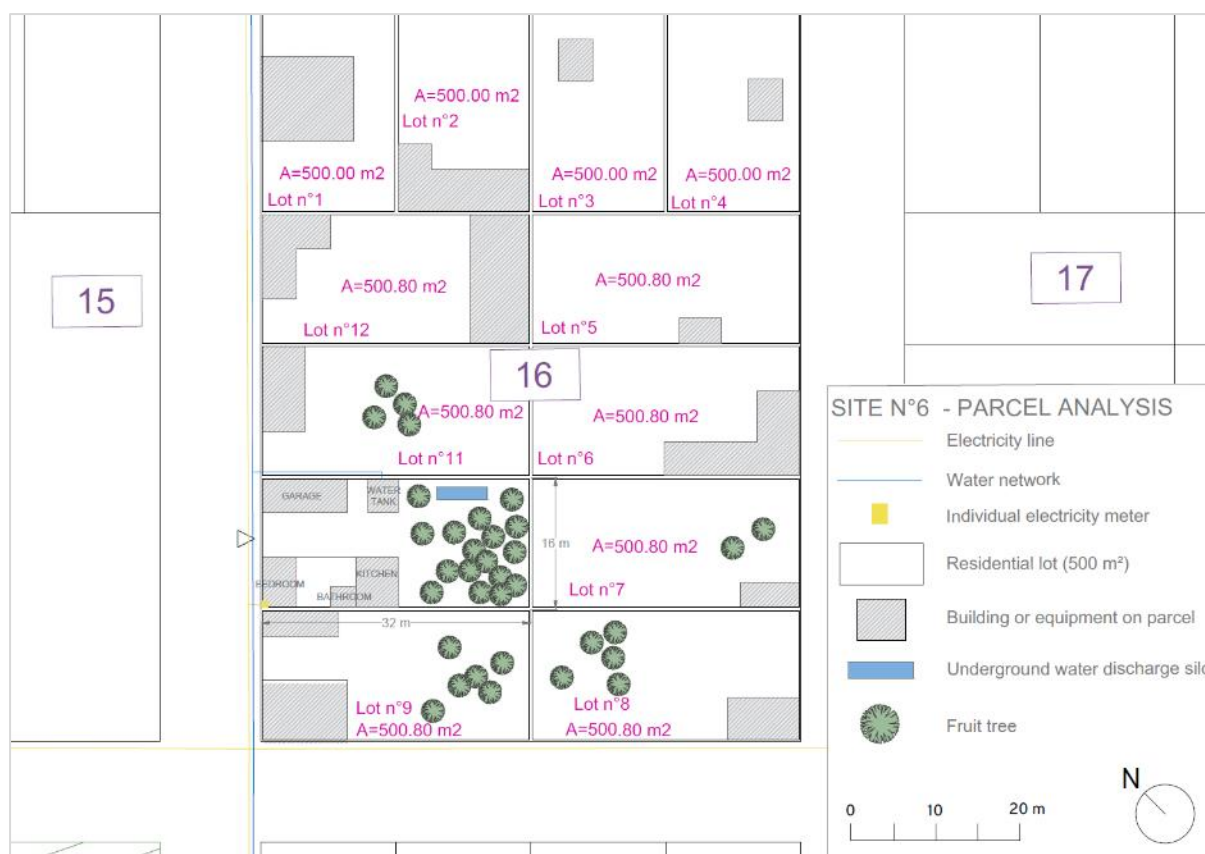 A=500.00 m2
Lot n°2
A=500.00 m2
Lot n°1
A=500.00 m2
Lot n°3
A=500.00 m2
Lot n°4
15
17
A=500.80 m2
Lot n°12
A=500.80 m2
Lot n°5
16
A=500.80 m2
Lot n°11
A=500.80 m2
Lot n°6
GARAGE
WATER
TANK
16 m
A=500.80 m2
Lot n°7
BEDROOM
KITCHEN
BATHROOM
32 m
Lot n°9
A=500.80 m2
Lot n°8
A=500.80 m2
SITE N°6 - PARCEL ANALYSIS
Electricity line
Water network
Individual electricity meter
Residential lot (500 m²)
Building or equipment on parcel
Underground water discharge silo
Fruit tree
N
0 10 20 m